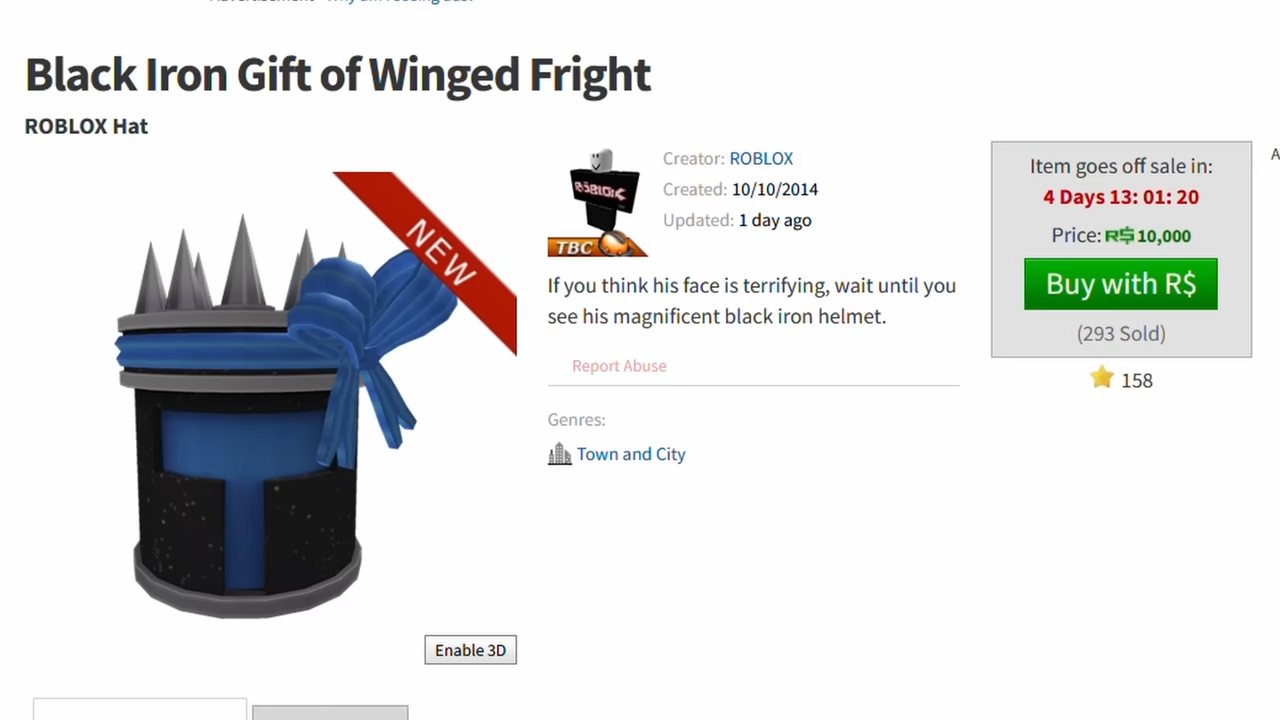 Black Iron Gift of Winged Fright
ROBLOX Hat
NEW
ROBLOX
TBC
Creator: ROBLOX
Created: 10/10/2014
Updated: 1 day ago
If you think his face is terrifying, wait until you
see his magnificent black iron helmet.
Report Abuse
Genres:
Town and City
Item goes off sale in:
4 Days 13: 01: 20
Price: R$ 10,000
Buy with R$
(293 Sold)
158
Enable 3D